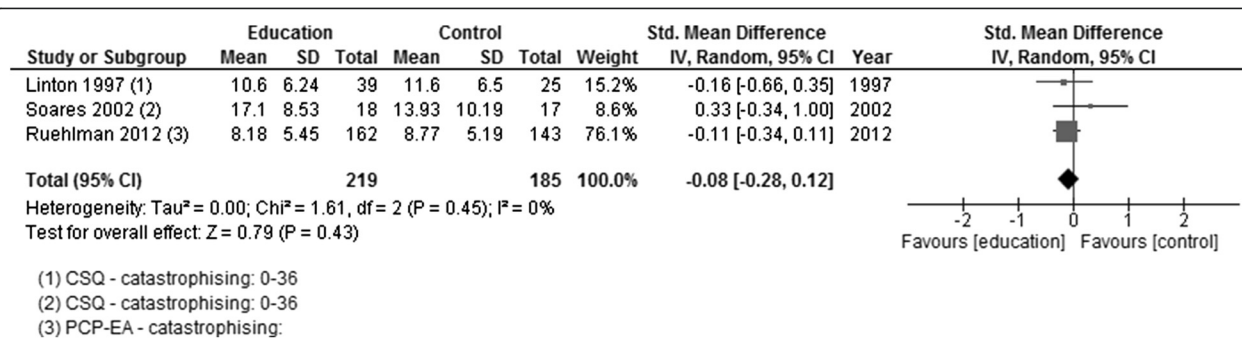 Education Control Std. Mean Difference Std. Mean Difference
Study or Subgroup Mean SD Total Mean SD Total Weight IV, Random, 95% CI Year IV, Random, 95% CI
Linton 1997 (1) 10.6 6.24 39 11.6 6.5 25 15.2% -0.16 [-0.66, 0.35] 1997
Soares 2002 (2) 17.1 8.53 18 13.93 10.19 17 8.6% 0.33 [-0.34, 1.00] 2002
Ruehlman 2012 (3) 8.18 5.45 162 8.77 5.19 143 76.1% -0.11 [-0.34, 0.11] 2012
Total (95% CI) 219 185 100.0% -0.08 [-0.28, 0.12]
Heterogeneity: Tau² = 0.00; Chi² = 1.61, df = 2 (P = 0.45); I² = 0%
Test for overall effect: Z = 0.79 (P = 0.43)
-2 -1 0 1 2
Favours [education] Favours [control]
(1) CSQ - catastrophising: 0-36
(2) CSQ - catastrophising: 0-36
(3) PCP-EA - catastrophising: